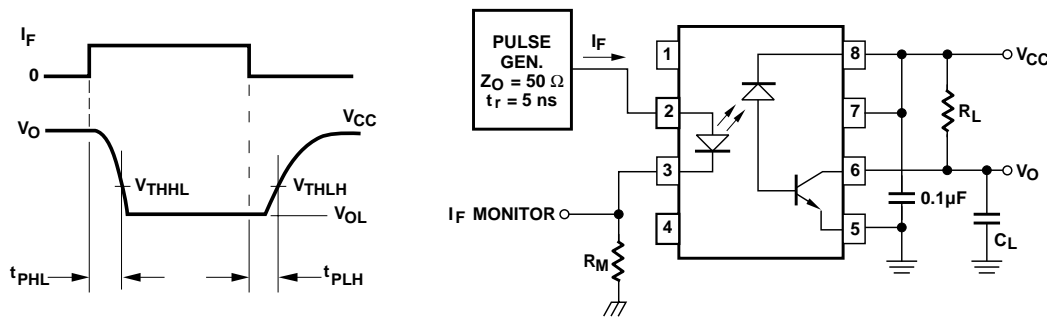 I_F
0
V_O
V_CC
V_THHL
V_THLH
V_OL
t_PHL
t_PLH
PULSE
GEN.
Z_O = 50 Ω
t_r = 5 ns
I_F
1
2
3
4
8
7
6
5
I_F MONITOR
R_M
V_CC
R_L
V_O
0.1µF
C_L